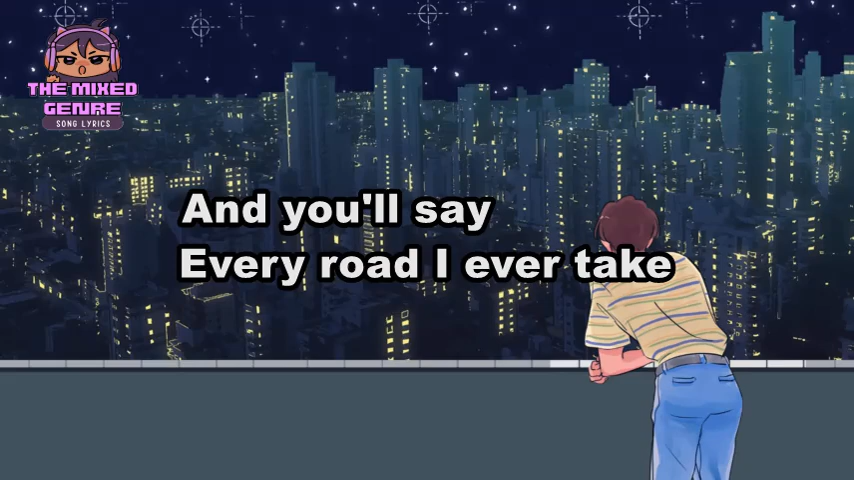 THE MIXED
GENRE
SONG LYRICS
And you'll say
Every road I ever take